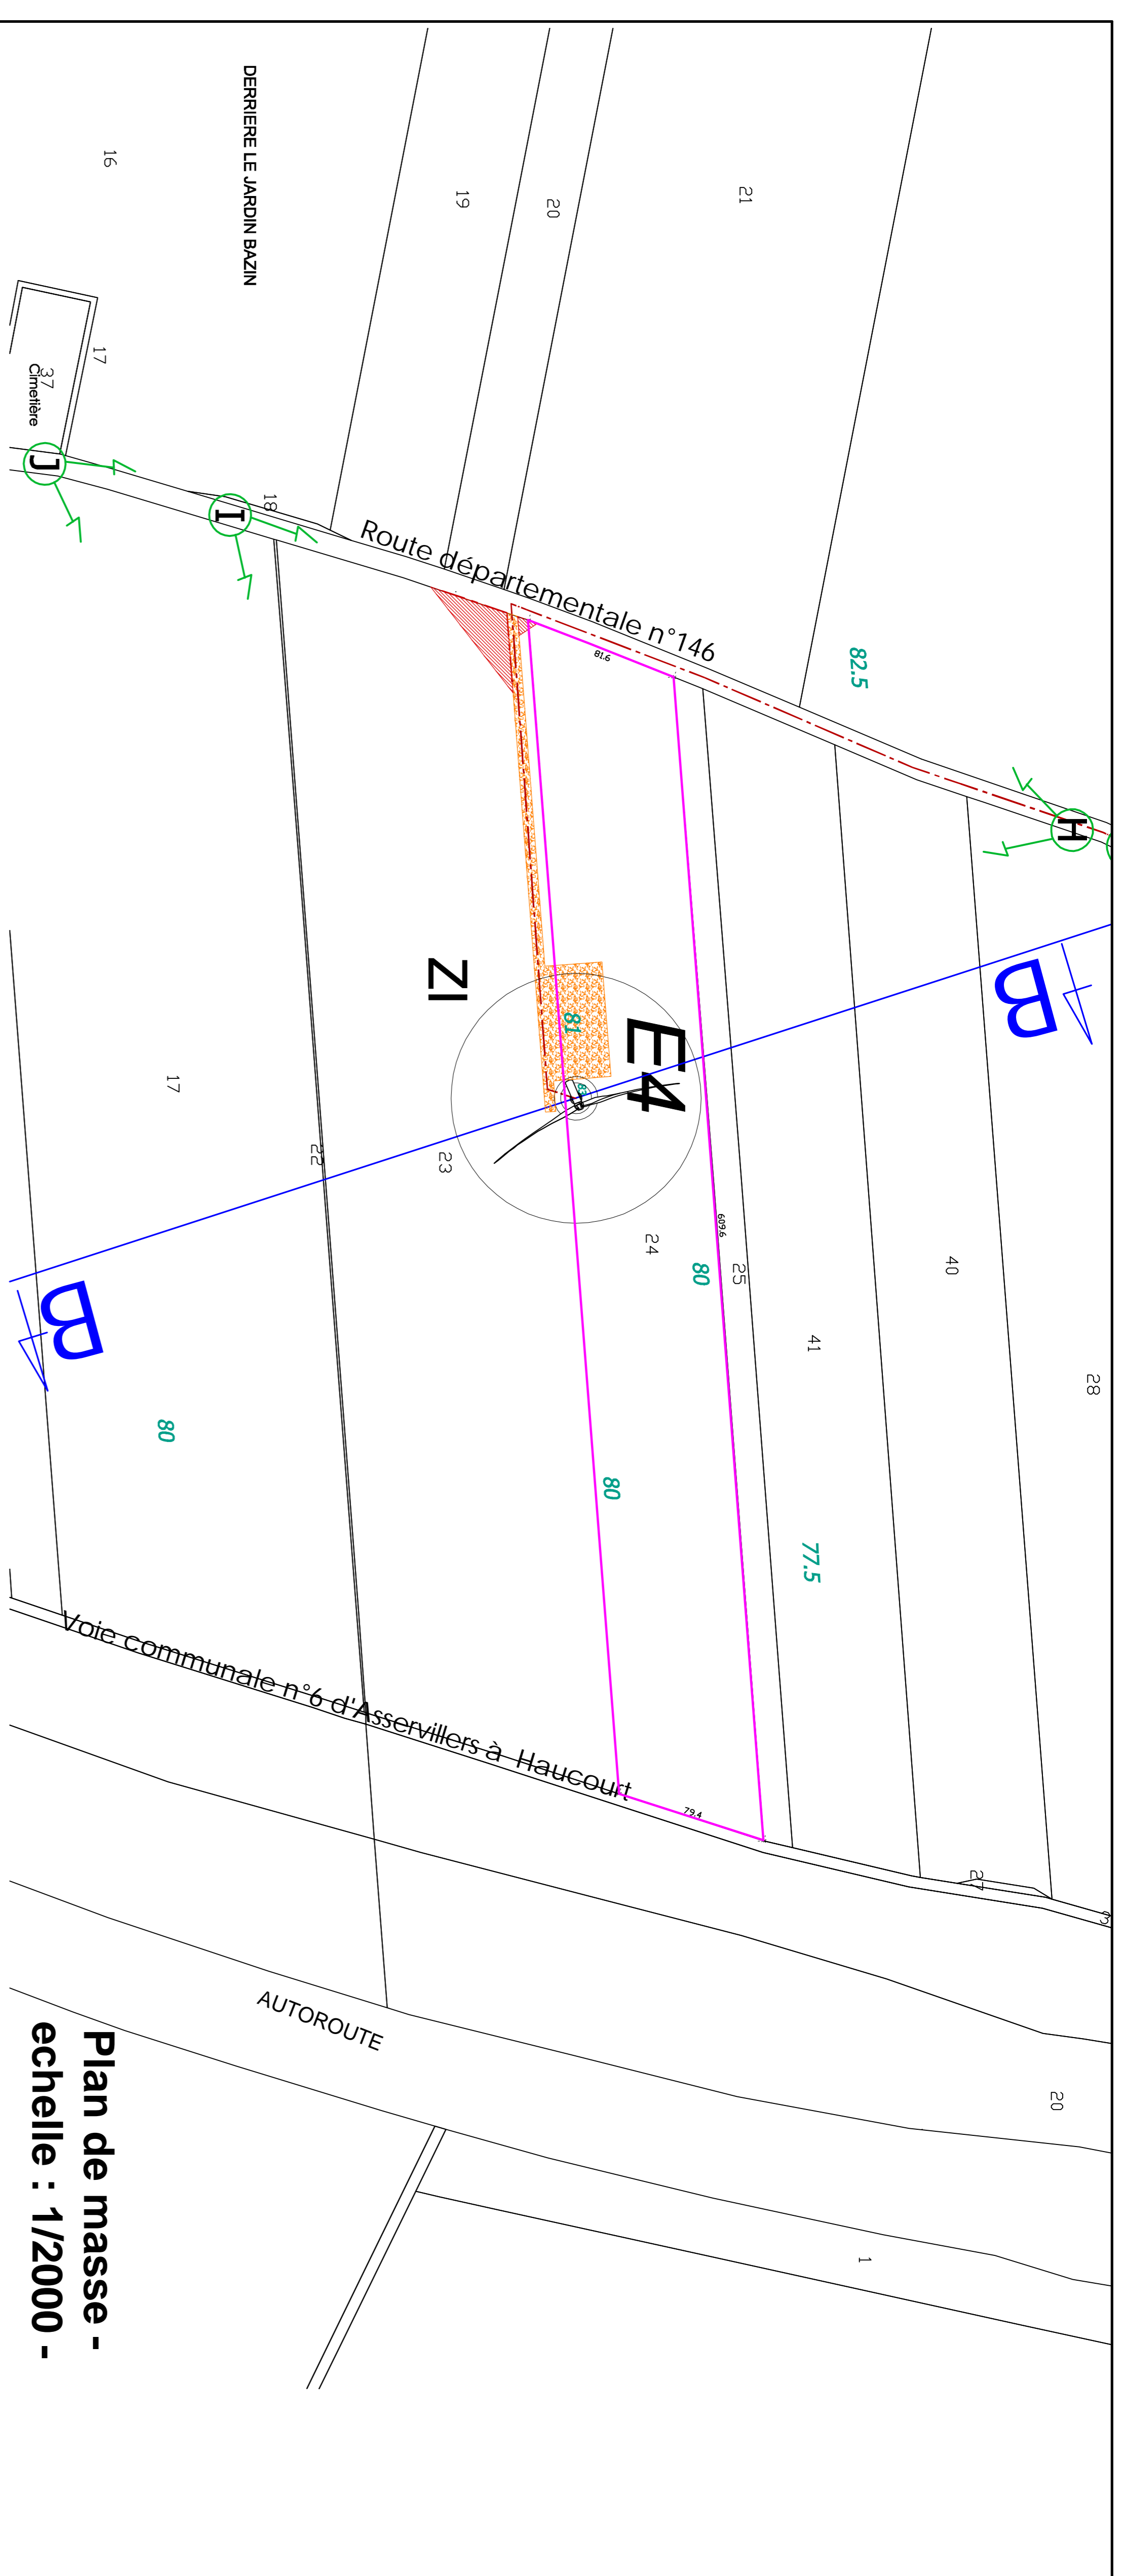 DERRIERE LE JARDIN BAZIN
16
19
20
21
17
37
Cimetière
J
I
18
Route départementale n°146
81.6
82.5
H
B
ZI
E4
81
83
17
22
23
24
609.6
80
25
41
40
28
B
80
80
77.5
Voie communale n°6 d'Asservillers à Haucourt
79.4
27
3
AUTOROUTE
20
1
Plan de masse -
echelle : 1/2000 -